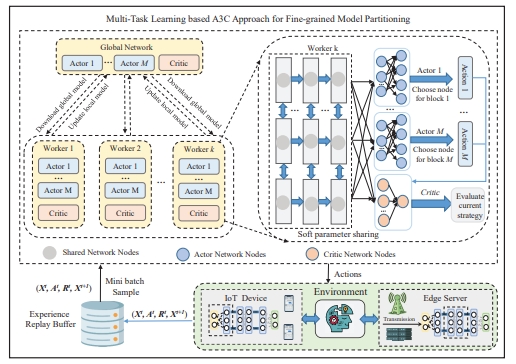 Multi-Task Learning based A3C Approach for Fine-grained Model Partitioning
Global Network
Actor 1 ... Actor M Critic
Download global model
Update local model
Update local model
Download global model
Worker 1
Actor 1
...
Actor M
Critic
Worker 2
Actor 1
...
Actor M
Critic
...
Worker k
Actor 1
...
Actor M
Critic
Worker k
Actor 1
Choose node
for block 1
Action 1
...
Actor M
Choose node
for block M
Action M
Critic
Evaluate
current
strategy
Soft parameter sharing
Shared Network Nodes
Actor Network Nodes
Critic Network Nodes
Mini batch
Sample
Actions
Experience
Replay Buffer
Environment
IoT Device
Edge Server
Transmission